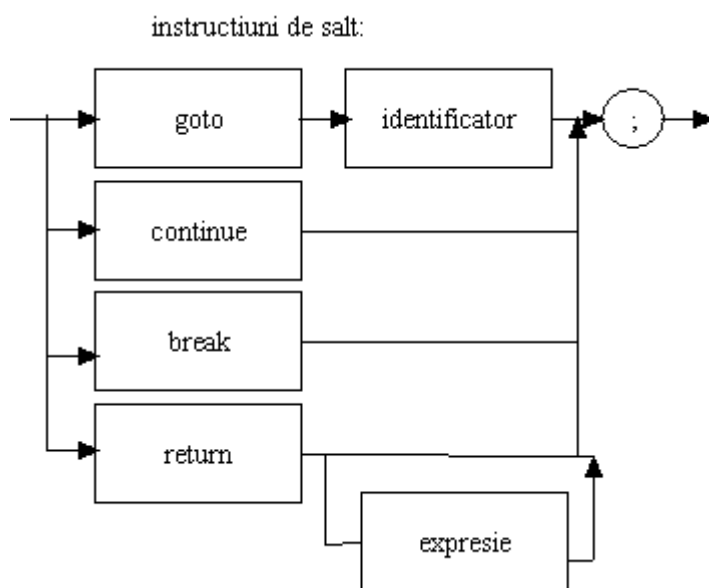 instructiuni de salt:
goto
identificator
;
continue
break
return
expresie